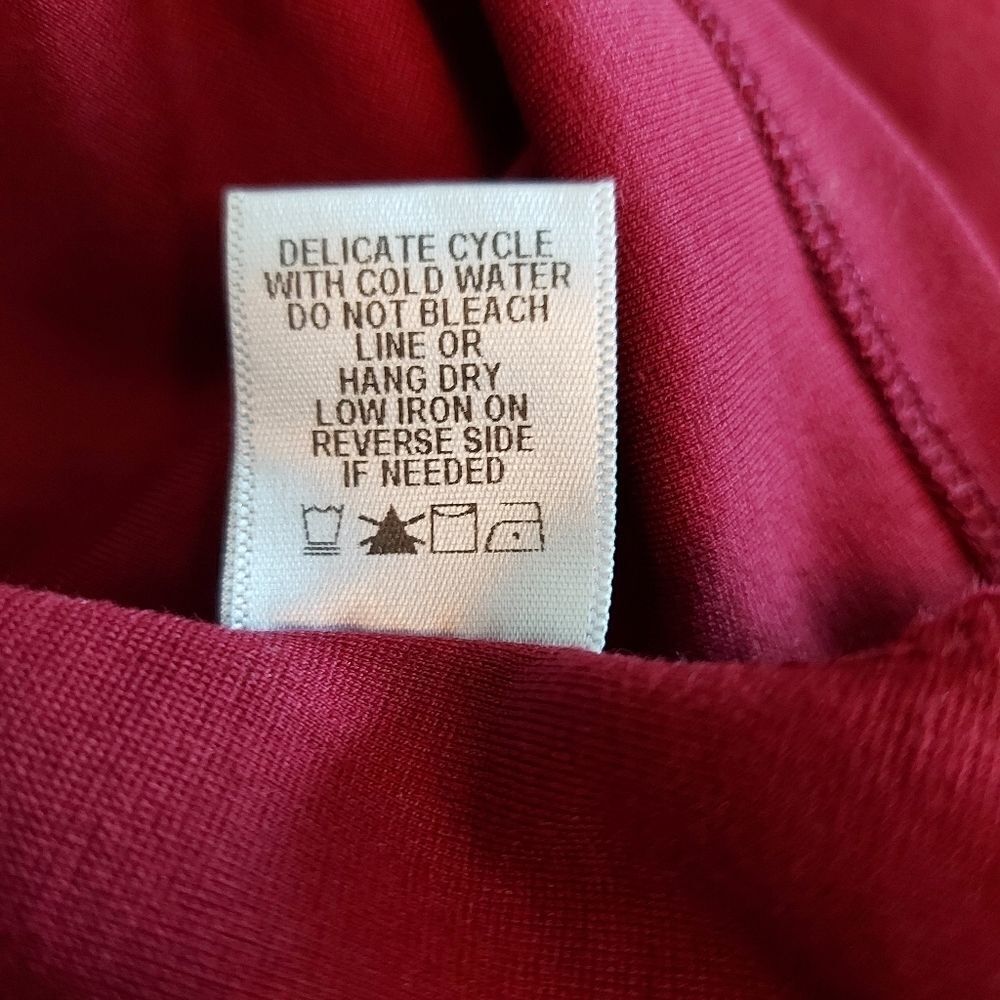 DELICATE CYCLE
WITH COLD WATER
DO NOT BLEACH
LINE OR
HANG DRY
LOW IRON ON
REVERSE SIDE
IF NEEDED